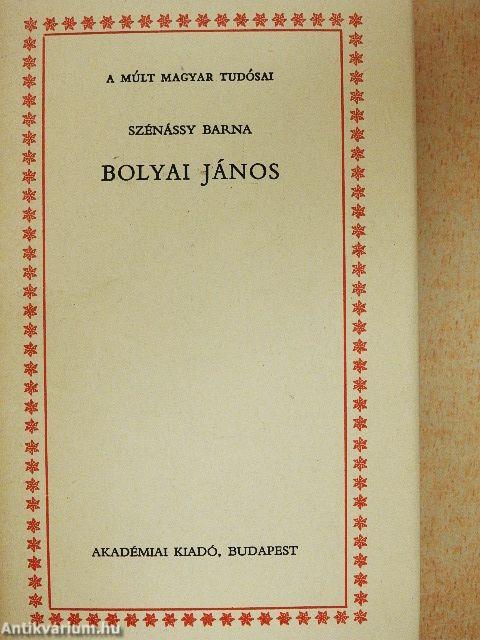 A MÚLT MAGYAR TUDÓSAI
SZÉNÁSSY BARNA
BOLYAI JÁNOS
AKADÉMIAI KIADÓ, BUDAPEST
Antikvarium.hu